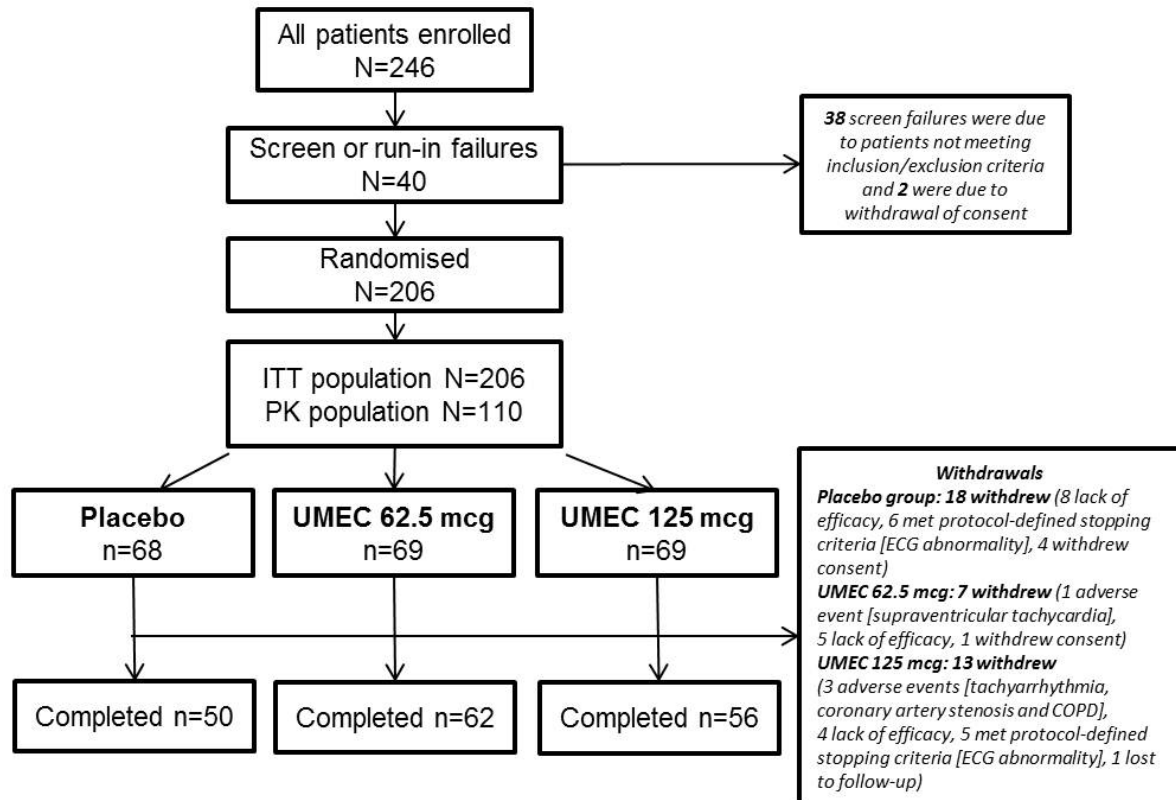 All patients enrolled
N=246
38 screen failures were due
to patients not meeting
inclusion/exclusion criteria
and 2 were due to
withdrawal of consent
Screen or run-in failures
N=40
Randomised
N=206
ITT population N=206
PK population N=110
Placebo
n=68
UMEC 62.5 mcg
n=69
UMEC 125 mcg
n=69
Withdrawals
Placebo group: 18 withdrew (8 lack of
efficacy, 6 met protocol-defined stopping
criteria [ECG abnormality], 4 withdrew
consent)
UMEC 62.5 mcg: 7 withdrew (1 adverse
event [supraventricular tachycardia],
5 lack of efficacy, 1 withdrew consent)
UMEC 125 mcg: 13 withdrew
(3 adverse events [tachyarrhythmia,
coronary artery stenosis and COPD],
4 lack of efficacy, 5 met protocol-defined
stopping criteria [ECG abnormality], 1 lost
to follow-up)
Completed n=50
Completed n=62
Completed n=56